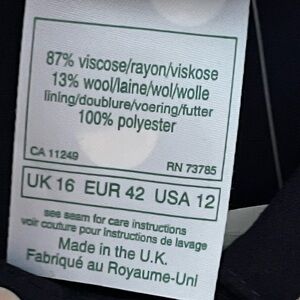 87% viscose/rayon/viskose
13% wool/laine/wol/wolle
lining/doublure/voering/futter
100% polyester
CA 11249 RN 73785
UK 16 EUR 42 USA 12
see seam for care instructions
voir couture pour instructions de lavage
Made in the U.K.
Fabriqué au Royaume-Uni